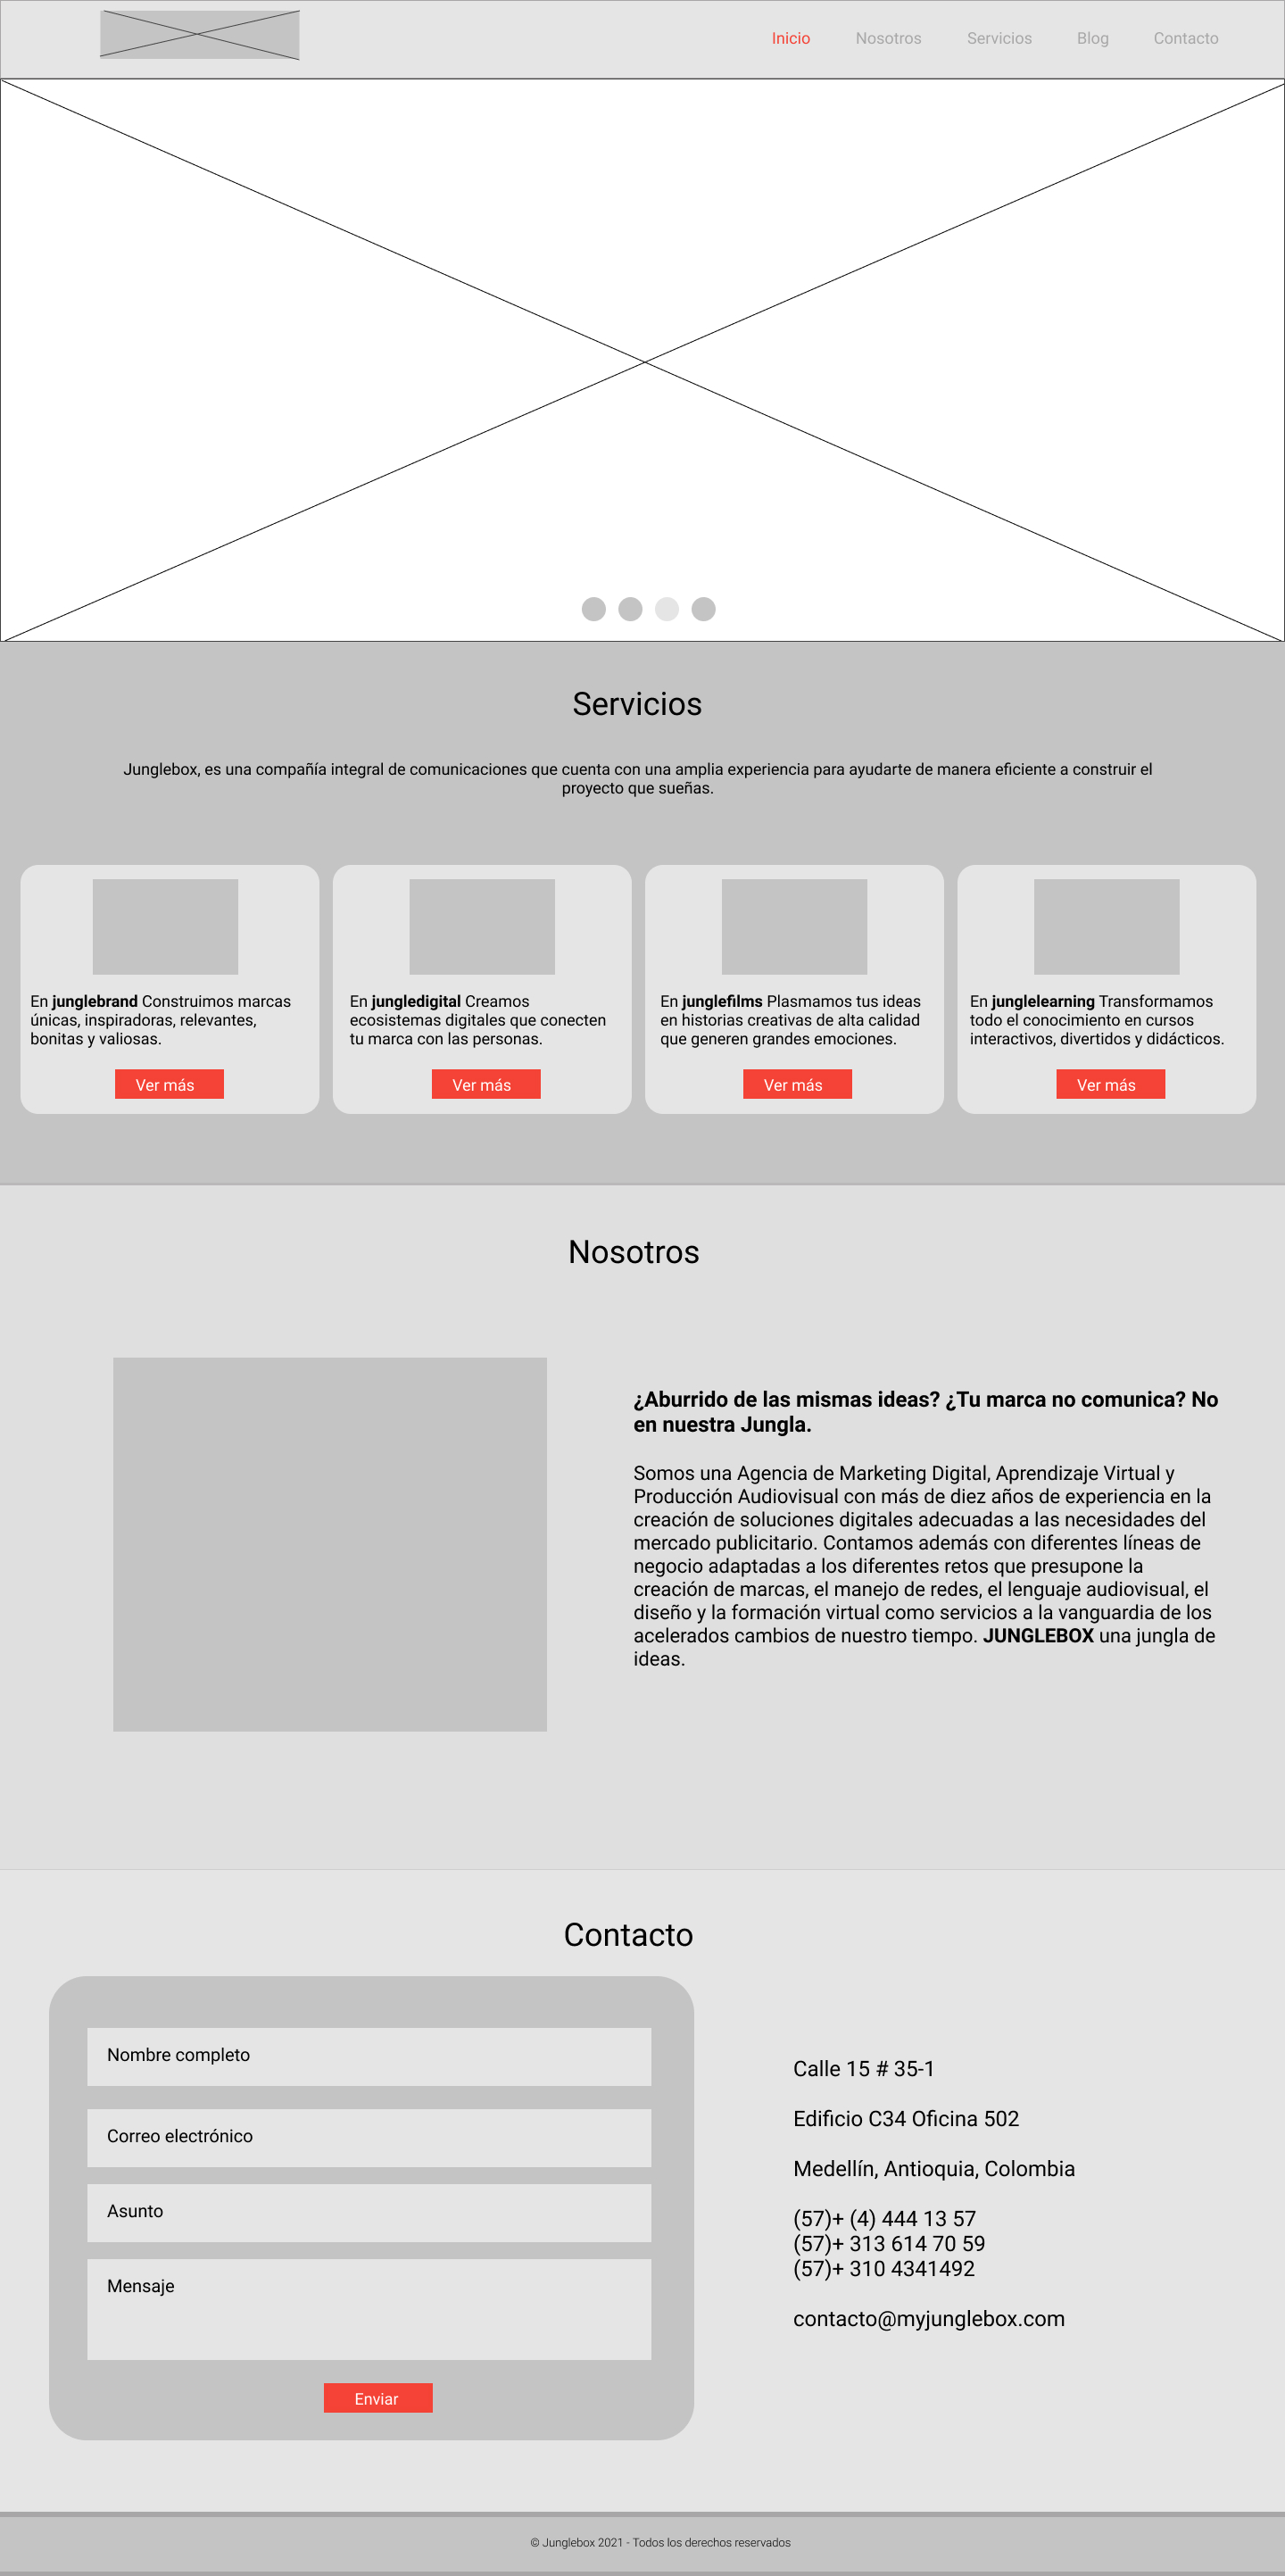 Inicio Nosotros Servicios Blog Contacto
Servicios
Junglebox, es una compañía integral de comunicaciones que cuenta con una amplia experiencia para ayudarte de manera eficiente a construir el
proyecto que sueñas.
En junglebrand Construimos marcas
únicas, inspiradoras, relevantes,
bonitas y valiosas.
Ver más
En jungledigital Creamos
ecosistemas digitales que conecten
tu marca con las personas.
Ver más
En junglefilms Plasmamos tus ideas
en historias creativas de alta calidad
que generen grandes emociones.
Ver más
En junglelearning Transformamos
todo el conocimiento en cursos
interactivos, divertidos y didácticos.
Ver más
Nosotros
¿Aburrido de las mismas ideas? ¿Tu marca no comunica? No
en nuestra Jungla.
Somos una Agencia de Marketing Digital, Aprendizaje Virtual y
Producción Audiovisual con más de diez años de experiencia en la
creación de soluciones digitales adecuadas a las necesidades del
mercado publicitario. Contamos además con diferentes líneas de
negocio adaptadas a los diferentes retos que presupone la
creación de marcas, el manejo de redes, el lenguaje audiovisual, el
diseño y la formación virtual como servicios a la vanguardia de los
acelerados cambios de nuestro tiempo. JUNGLEBOX una jungla de
ideas.
Contacto
Nombre completo
Correo electrónico
Asunto
Mensaje
Enviar
Calle 15 # 35-1
Edificio C34 Oficina 502
Medellín, Antioquia, Colombia
(57)+ (4) 444 13 57
(57)+ 313 614 70 59
(57)+ 310 4341492
contacto@myjunglebox.com
© Junglebox 2021 - Todos los derechos reservados